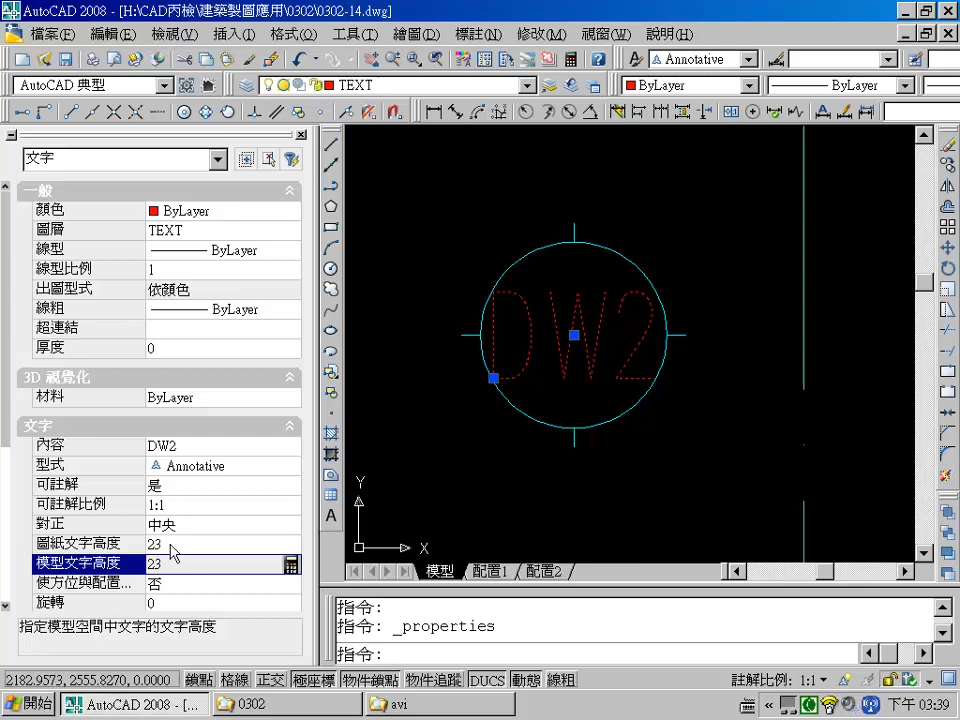 AutoCAD 2008 - [H:\CAD丙檢\建築製圖應用\0302\0302-14.dwg]
檔案(F) 編輯(E) 檢視(V) 插入(I) 格式(O) 工具(T) 繪圖(D) 標註(N) 修改(M) 視窗(W) 說明(H)
Annotative
AutoCAD 典型 TEXT ByLayer ByLayer
文字
一般
顏色 ByLayer
圖層 TEXT
線型 ByLayer
線型比例 1
出圖型式 依顏色
線粗 ByLayer
超連結
厚度 0
3D 視覺化
材料 ByLayer
文字
內容 DW2
型式 Annotative
可註解 是
可註解比例 1:1
對正 中央
圖紙文字高度 23
模型文字高度 23
使方位與配置... 否
旋轉 0
指定模型空間中文字的文字高度
DW2
Y
X
模型 配置1 配置2
指令:
指令: _properties
指令:
2182.9573, 2555.8270, 0.0000 鎖點 格線 正交 極座標 物件鎖點 物件追蹤 DUCS 動態 線粗 註解比例: 1:1
開始 AutoCAD 2008 - [... 0302 avi « 下午 03:39